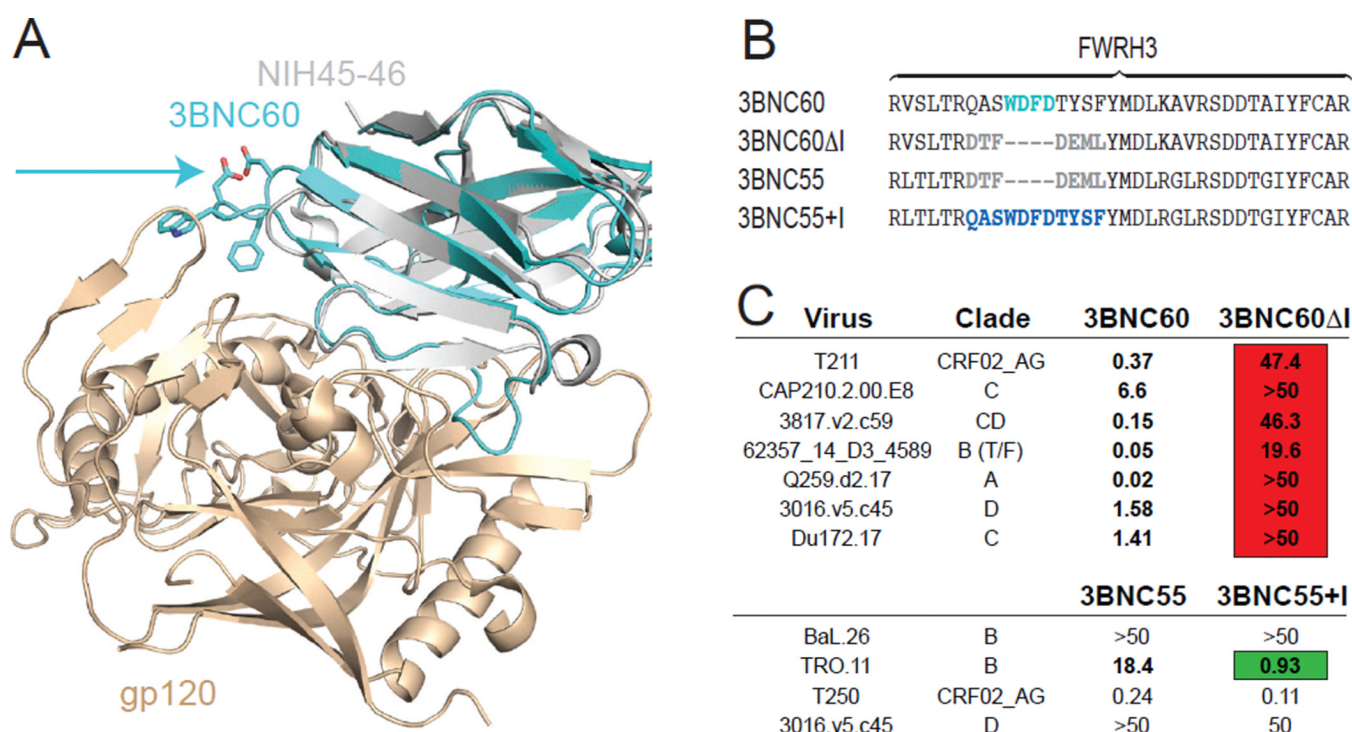 A
NIH45-46
3BNC60
gp120
B
FWRH3
3BNC60 RVSLTRQASWDFDTYSFYMDLKAVRSDDTAIYFCAR
3BNC60ΔI RVSLTRDTF----DEMLYMDLKAVRSDDTAIYFCAR
3BNC55 RLTLTRDTF----DEMLYMDLRGLRSDDTGIYFCAR
3BNC55+I RLTLTRQASWDFDTYSFYMDLRGLRSDDTGIYFCAR
C
Virus Clade 3BNC60 3BNC60ΔI
T211 CRF02_AG 0.37 47.4
CAP210.2.00.E8 C 6.6 >50
3817.v2.c59 CD 0.15 46.3
62357_14_D3_4589 B (T/F) 0.05 19.6
Q259.d2.17 A 0.02 >50
3016.v5.c45 D 1.58 >50
Du172.17 C 1.41 >50
3BNC55 3BNC55+I
BaL.26 B >50 >50
TRO.11 B 18.4 0.93
T250 CRF02_AG 0.24 0.11
3016.v5.c45 D >50 50